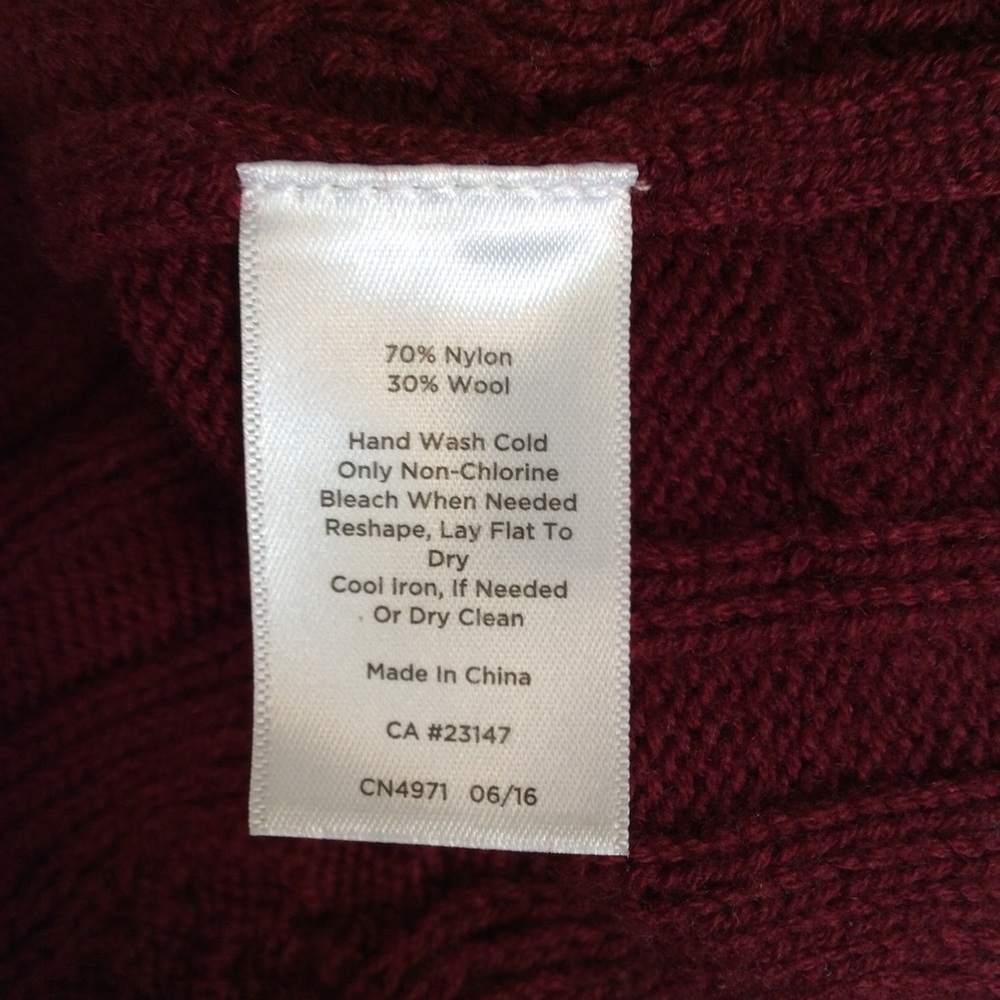 70% Nylon
30% Wool
Hand Wash Cold
Only Non-Chlorine
Bleach When Needed
Reshape, Lay Flat To
Dry
Cool Iron, If Needed
Or Dry Clean
Made In China
CA #23147
CN4971 06/16